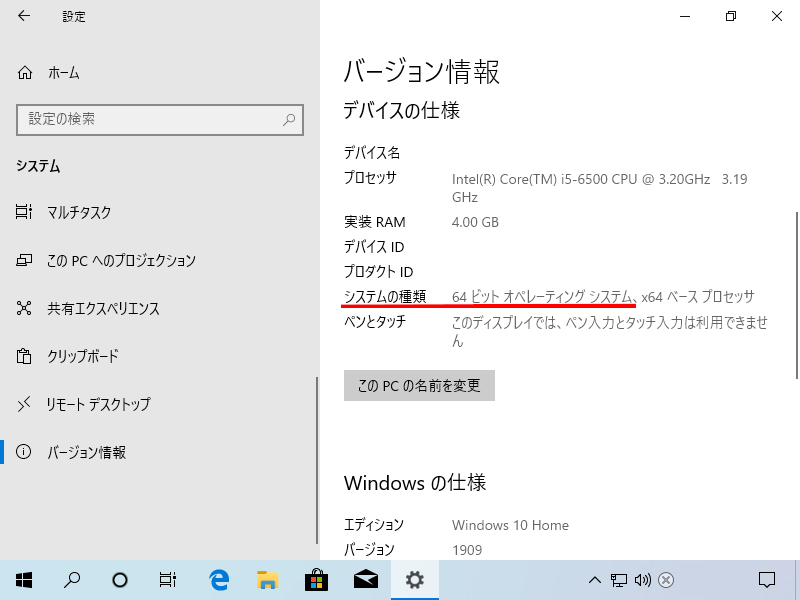 設定
ホーム
設定の検索
システム
マルチタスク
この PC へのプロジェクション
共有エクスペリエンス
クリップボード
リモート デスクトップ
バージョン情報
バージョン情報
デバイスの仕様
デバイス名
プロセッサ Intel(R) Core(TM) i5-6500 CPU @ 3.20GHz 3.19
GHz
実装 RAM 4.00 GB
デバイス ID
プロダクト ID
システムの種類 64 ビット オペレーティング システム、x64 ベース プロセッサ
ペンとタッチ このディスプレイでは、ペン入力とタッチ入力は利用できませ
ん
この PC の名前を変更
Windows の仕様
エディション Windows 10 Home
バージョン 1909